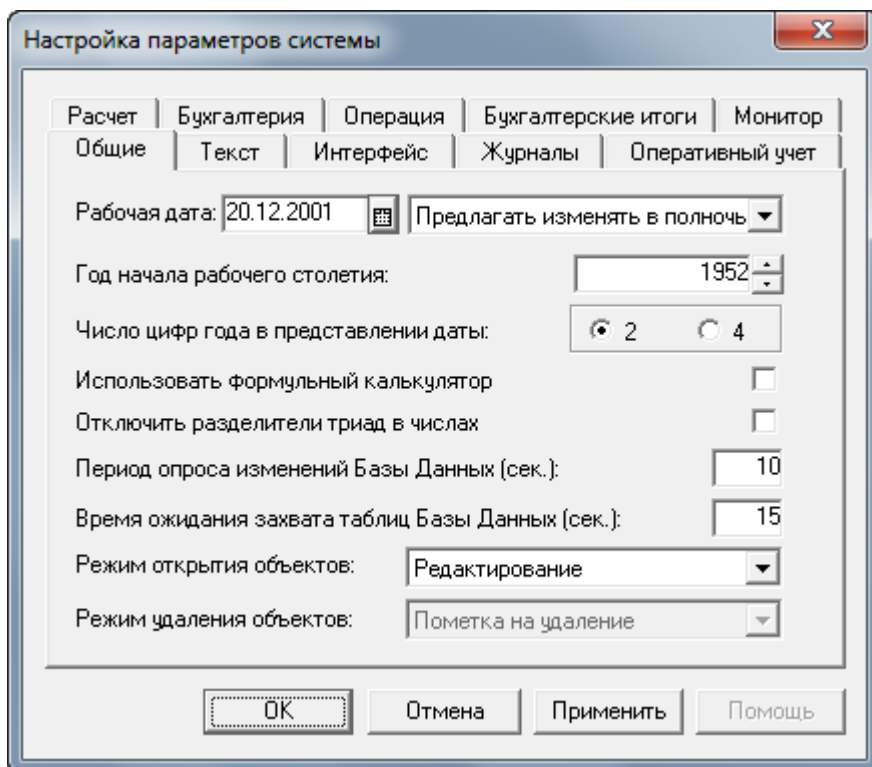 Настройка параметров системы
Расчет Бухгалтерия Операция Бухгалтерские итоги Монитор
Общие Текст Интерфейс Журналы Оперативный учет
Рабочая дата: 20.12.2001 Предлагать изменять в полночь
Год начала рабочего столетия: 1952
Число цифр года в представлении даты: 2 4
Использовать формульный калькулятор
Отключить разделители триад в числах
Период опроса изменений Базы Данных (сек.): 10
Время ожидания захвата таблиц Базы Данных (сек.): 15
Режим открытия объектов: Редактирование
Режим удаления объектов: Пометка на удаление
OK Отмена Применить Помощь